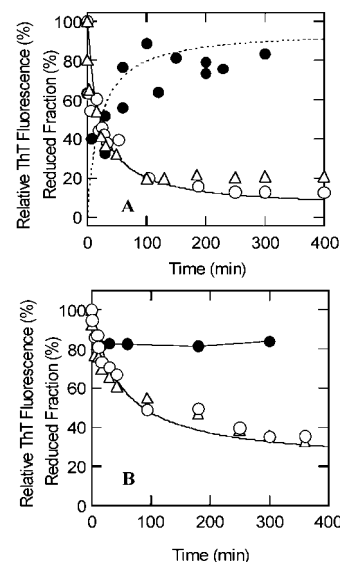 Relative ThT Fluorescence (%)
Reduced Fraction (%)
100
80
60
40
20
0
A
0 100 200 300 400
Time (min)
Relative ThT Fluorescence (%)
Reduced Fraction (%)
100
80
60
40
20
0
B
0 100 200 300 400
Time (min)